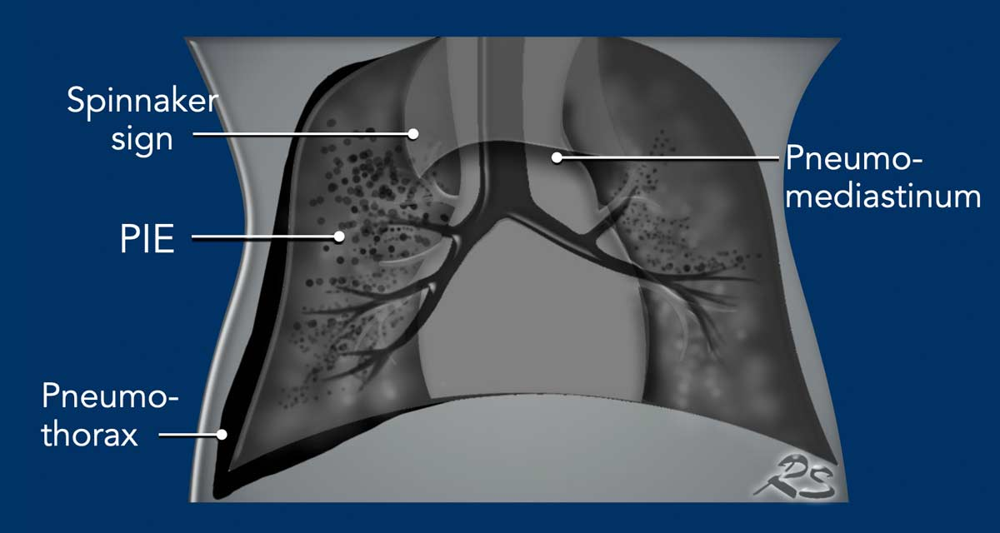 Spinnaker
sign
Pneumo-
mediastinum
PIE
Pneumo-
thorax
RS